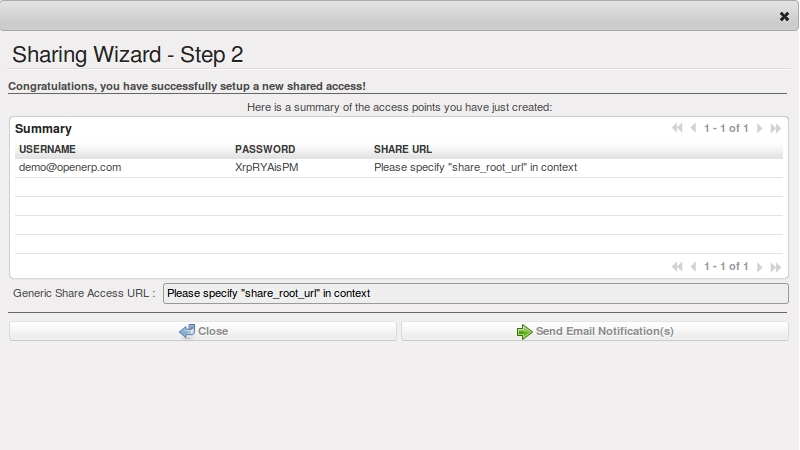 Sharing Wizard - Step 2
Congratulations, you have successfully setup a new shared access!
Here is a summary of the access points you have just created:
Summary 1 - 1 of 1
USERNAME PASSWORD SHARE URL
demo@openerp.com XrpRYAisPM Please specify "share_root_url" in context
1 - 1 of 1
Generic Share Access URL : Please specify "share_root_url" in context
Close Send Email Notification(s)